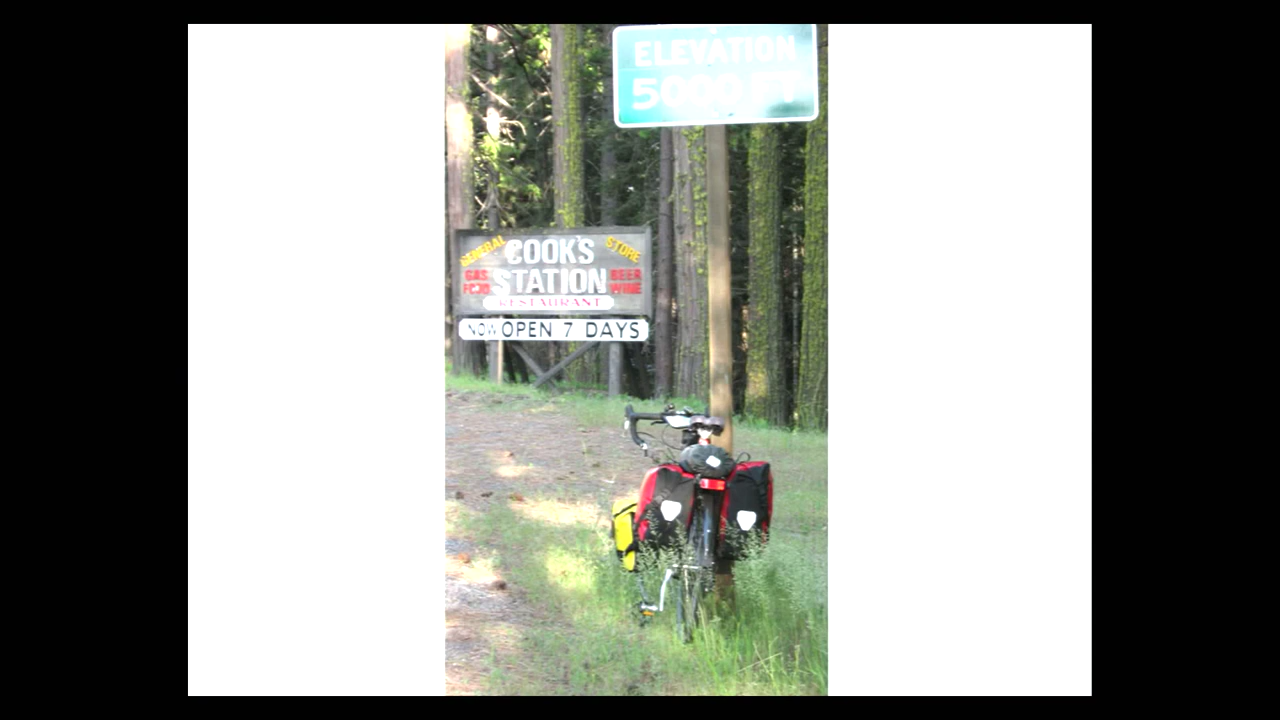 ELEVATION
5000 FT
GENERAL COOK'S STORE
GAS STATION BEER
FOOD WINE
RESTAURANT
NOW OPEN 7 DAYS